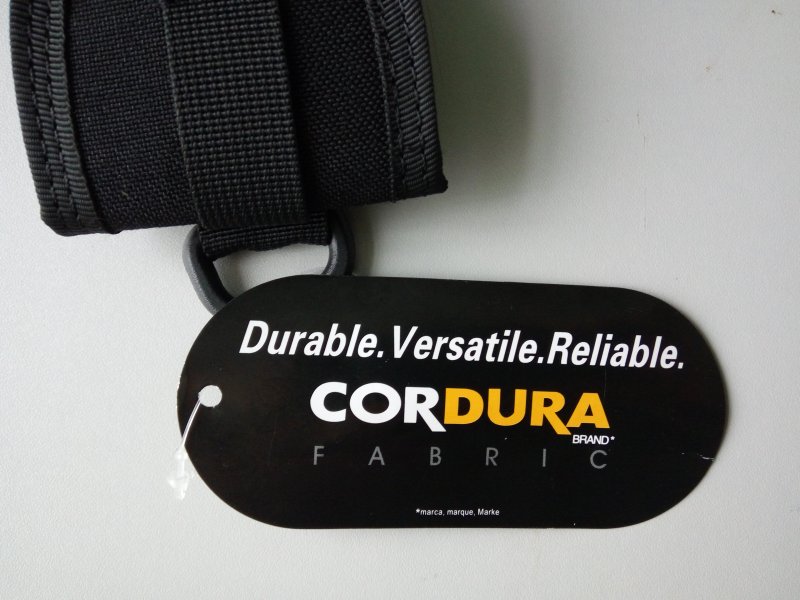 Durable.Versatile.Reliable.
CORDURA
BRAND*
FABRIC
*marca, marque, Marke